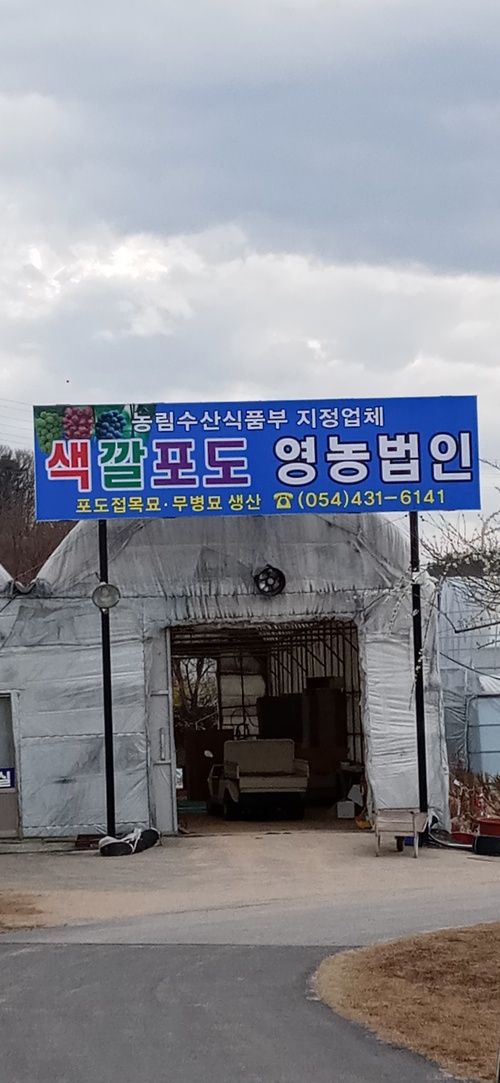 농림수산식품부 지정업체
색깔포도 영농법인
포도접목묘·무병묘 생산 ☎(054)431-6141
실